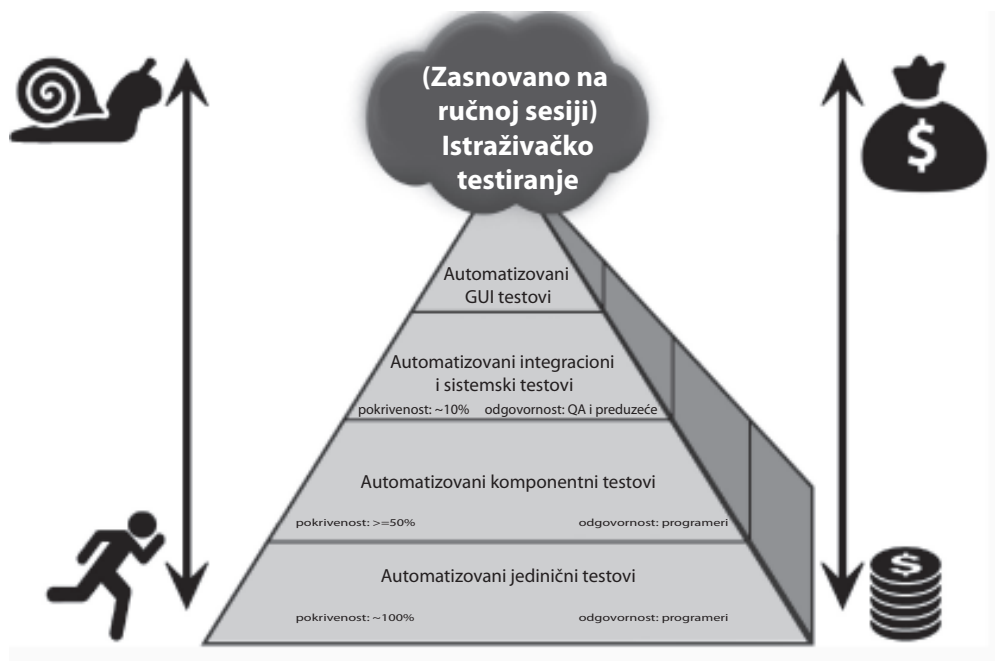 (Zasnovano na
ručnoj sesiji)
Istraživačko
testiranje
$
Automatizovani
GUI testovi
Automatizovani integracioni
i sistemski testovi
pokrivenost: ~10% odgovornost: QA i preduzeće
Automatizovani komponentni testovi
pokrivenost: >=50% odgovornost: programeri
Automatizovani jedinični testovi
pokrivenost: ~100% odgovornost: programeri
$